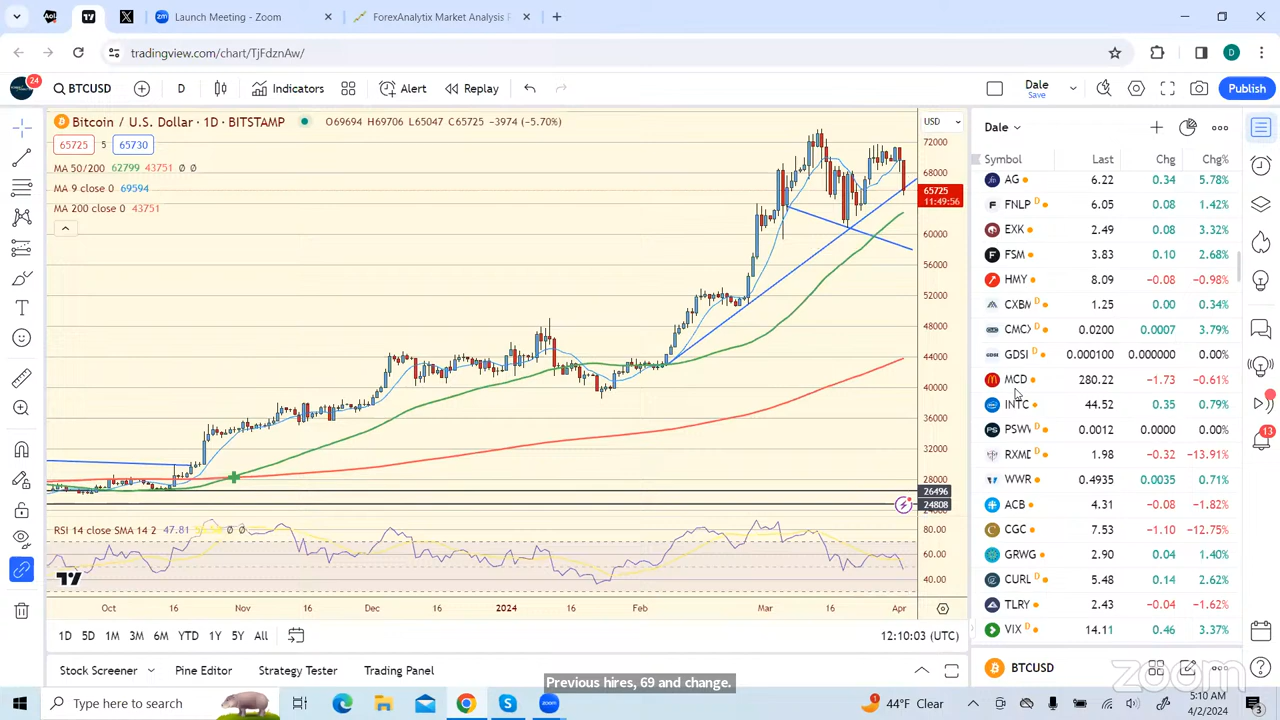 Aol
Launch Meeting - Zoom
ForexAnalytix Market Analysis F
tradingview.com/chart/TjFdznAw/
D
24
BTCUSD
D
Indicators
Alert
Replay
Dale
Save
Publish
Bitcoin / U.S. Dollar · 1D · BITSTAMP
O69694 H69706 L65047 C65725 −3974 (−5.70%)
65725
5
65730
MA 50/200 62799 43751 0 0
MA 9 close 0 69594
MA 200 close 0 43751
USD
72000
68000
65725
11:49:56
60000
56000
52000
48000
44000
40000
36000
32000
28000
26496
24808
RSI 14 close SMA 14 2 47.81 0 0
80.00
60.00
40.00
Oct
16
Nov
16
Dec
16
2024
16
Feb
Mar
16
Apr
1D
5D
1M
3M
6M
YTD
1Y
5Y
All
12:10:03 (UTC)
Stock Screener
Pine Editor
Strategy Tester
Trading Panel
Dale
Symbol
Last
Chg
Chg%
AG 6.22 0.34 5.78%
FNLP D 6.05 0.08 1.42%
EXK 2.49 0.08 3.32%
FSM 3.83 0.10 2.68%
HMY 8.09 −0.08 −0.98%
CXBM D 1.25 0.00 0.34%
CMCX D 0.0200 0.0007 3.79%
GDSI D 0.000100 0.000000 0.00%
MCD 280.22 −1.73 −0.61%
INTC 44.52 0.35 0.79%
PSWW D 0.0012 0.0000 0.00%
RXMD D 1.98 −0.32 −13.91%
WWR 0.4935 0.0035 0.71%
ACB 4.31 −0.08 −1.82%
CGC 7.53 −1.10 −12.75%
GRWG 2.90 0.04 1.40%
CURL D 5.48 0.14 2.62%
TLRY 2.43 −0.04 −1.62%
VIX D 14.11 0.46 3.37%
BTCUSD
13
zoom
Previous hires, 69 and change.
Type here to search
1
44°F Clear
5:10 AM
4/2/2024
3